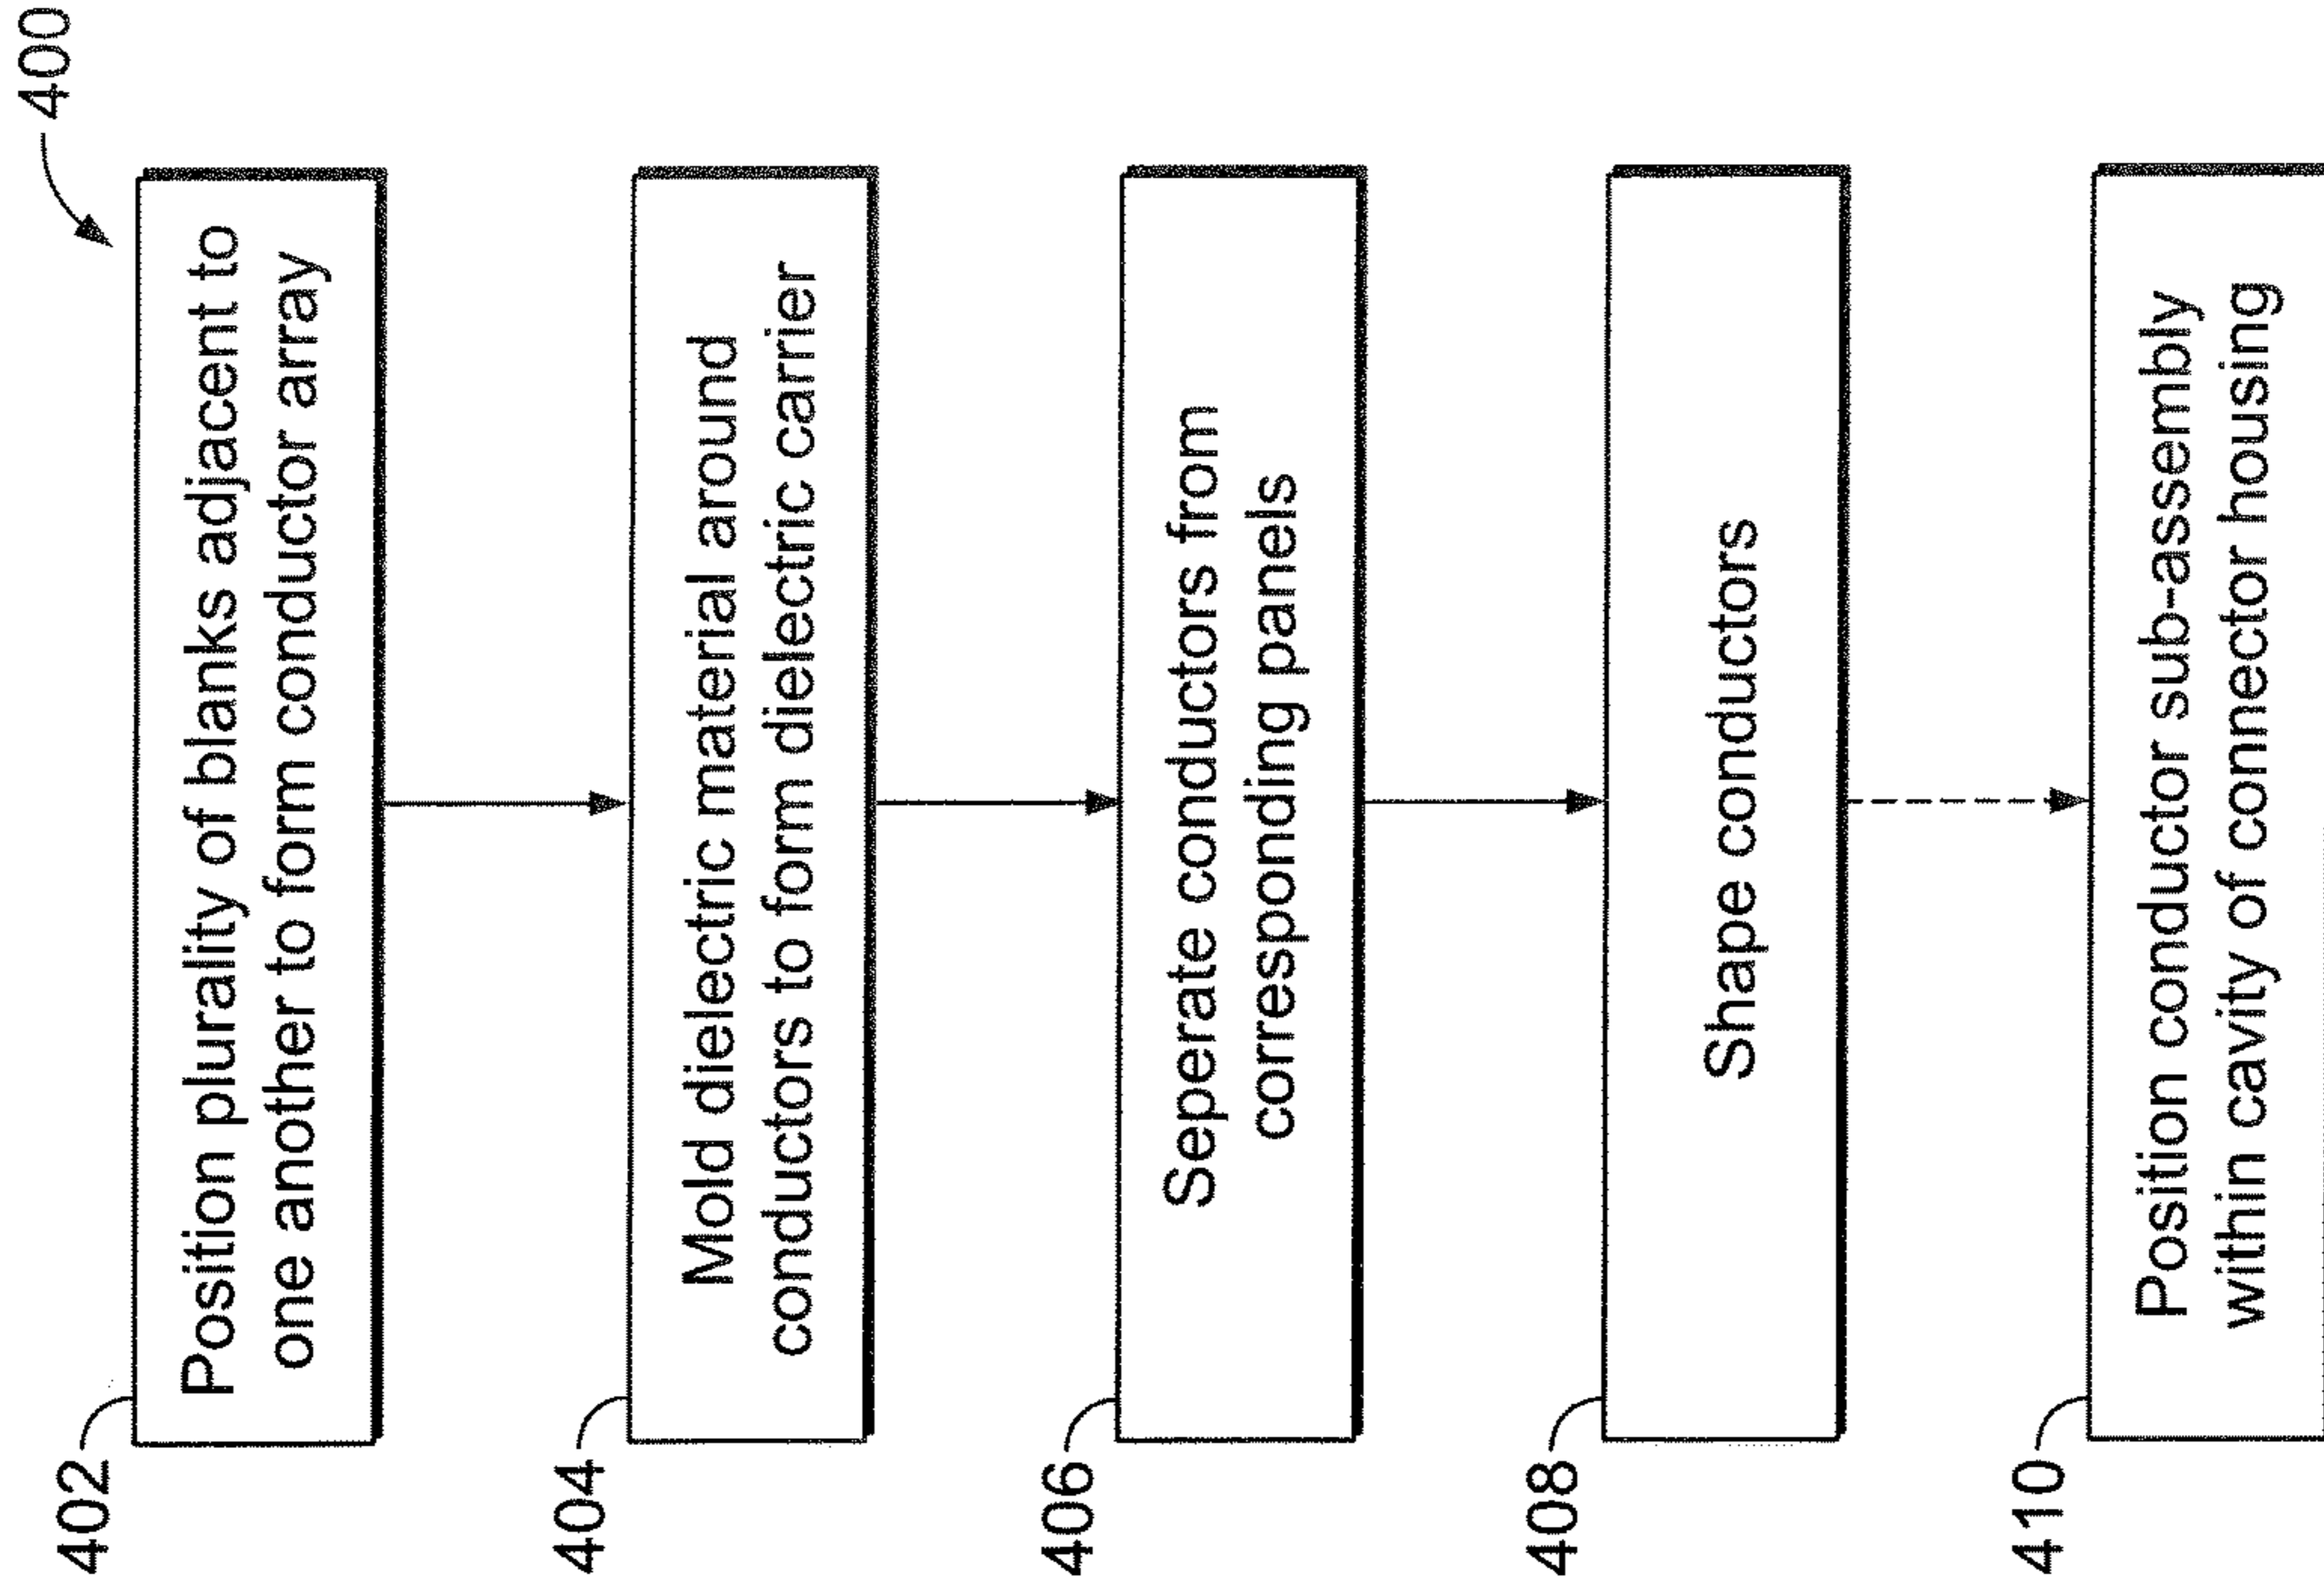 400
402
Position plurality of blanks adjacent to
one another to form conductor array
404
Mold dielectric material around
conductors to form dielectric carrier
406
Seperate conductors from
corresponding panels
408
Shape conductors
410
Position conductor sub-assembly
within cavity of connector housing